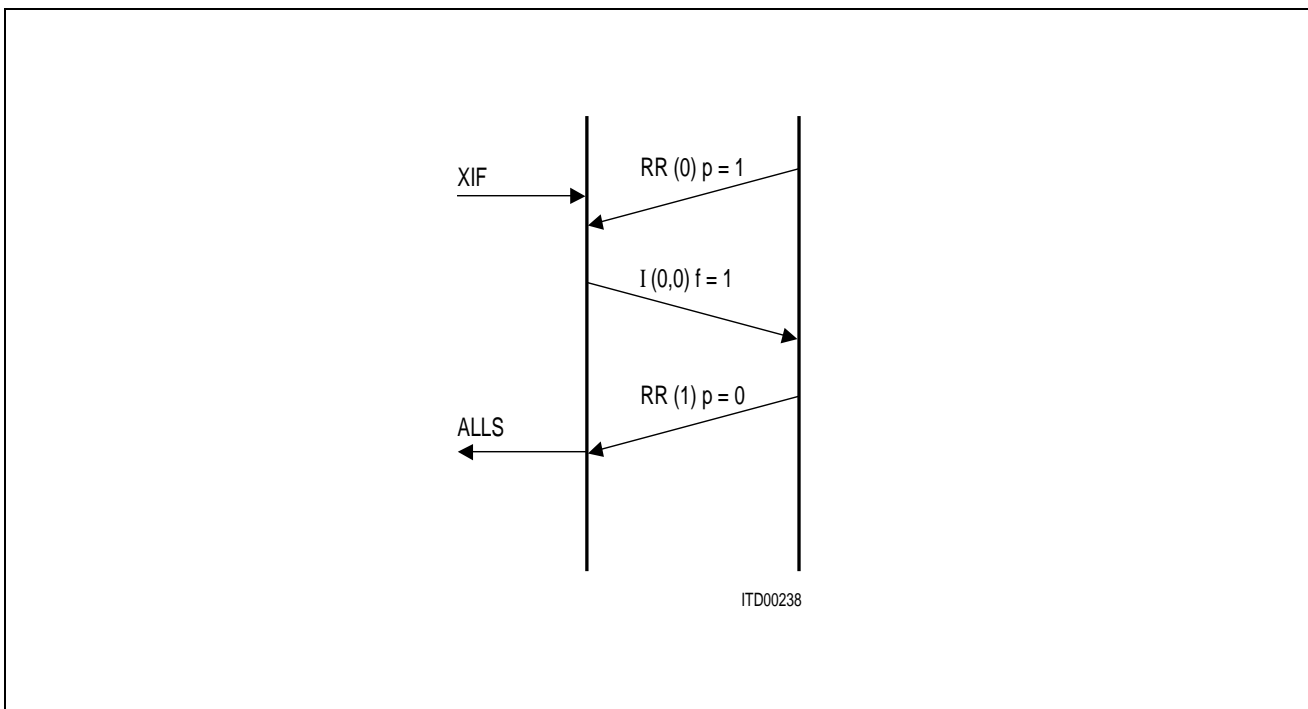 RR (0) p = 1
XIF
I (0,0) f = 1
RR (1) p = 0
ALLS
ITD00238